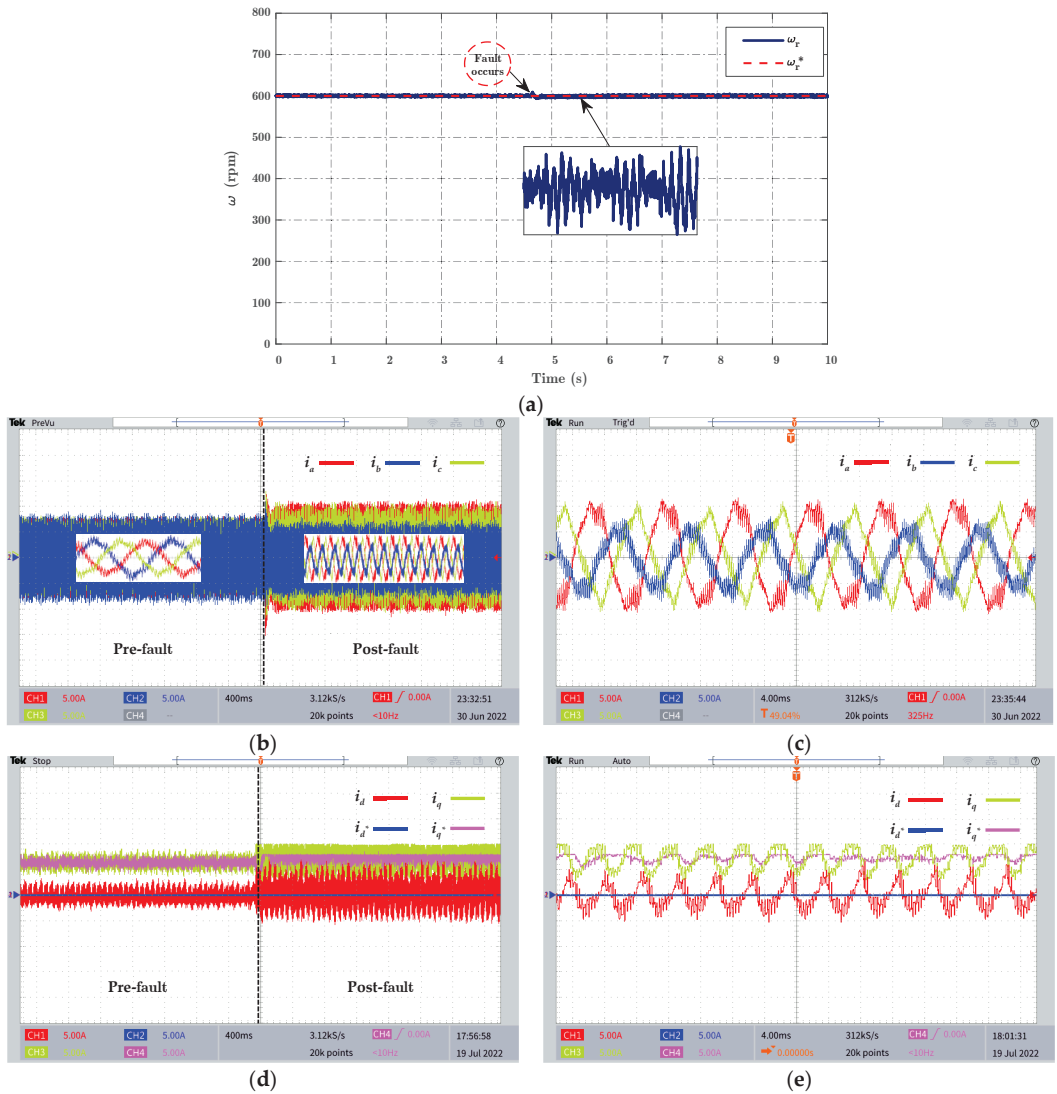 800
700
600
500
400
300
200
100
0
ω (rpm)
Fault
occurs
ω_r
ω_r*
0 1 2 3 4 5 6 7 8 9 10
Time (s)
(a)
Tek PreVu
i_a i_b i_c
2
Pre-fault Post-fault
CH1 5.00A CH2 5.00A 400ms 3.12kS/s CH1 0.00A 23:32:51
CH3 CH4 -- 20k points <10Hz 30 Jun 2022
(b)
Tek Run Trig'd
T
i_a i_b i_c
2
CH1 5.00A CH2 5.00A 4.00ms 312kS/s CH1 0.00A 23:35:44
CH3 CH4 -- T 49.04% 20k points 325Hz 30 Jun 2022
(c)
Tek Stop
i_d i_q
i_d* i_q*
Pre-fault Post-fault
CH1 5.00A CH2 5.00A 400ms 3.12kS/s CH4 0.00A 17:56:58
CH3 CH4 5.00A 20k points <10Hz 19 Jul 2022
(d)
Tek Run Auto
T
i_d i_q
i_d* i_q*
CH1 5.00A CH2 5.00A 4.00ms 312kS/s CH4 0.00A 18:01:31
CH3 CH4 5.00A 0.00000s 20k points <10Hz 19 Jul 2022
(e)